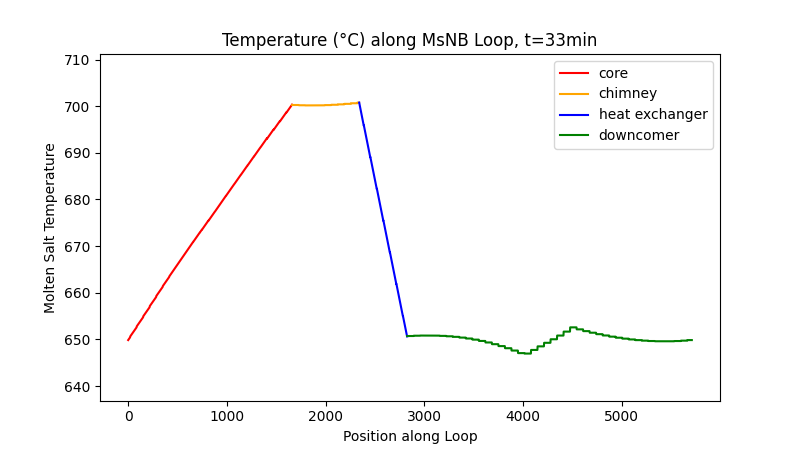 Temperature (°C) along MsNB Loop, t=33min
710
700
690
680
670
660
650
640
Molten Salt Temperature
core
chimney
heat exchanger
downcomer
0 1000 2000 3000 4000 5000
Position along Loop